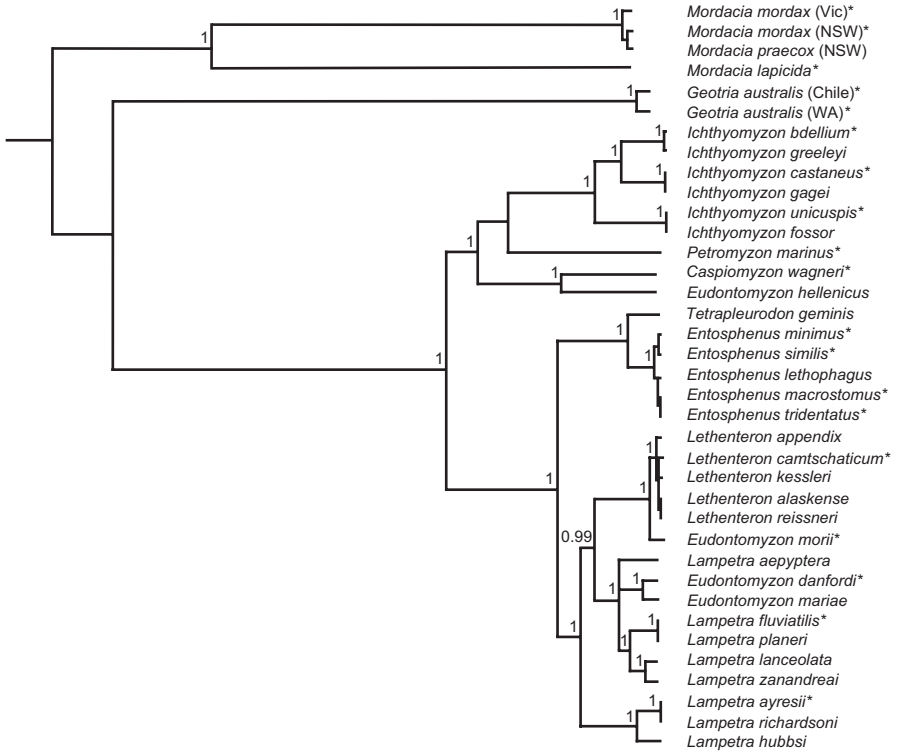 1
Mordacia mordax (Vic)*
Mordacia mordax (NSW)*
1
Mordacia praecox (NSW)
Mordacia lapicida*
1
Geotria australis (Chile)*
Geotria australis (WA)*
1
Ichthyomyzon bdellium*
1
Ichthyomyzon greeleyi
1
Ichthyomyzon castaneus*
1
Ichthyomyzon gagei
1
Ichthyomyzon unicuspis*
Ichthyomyzon fossor
1
Petromyzon marinus*
1
Caspiomyzon wagneri*
Eudontomyzon hellenicus
Tetrapleurodon geminis
1
Entosphenus minimus*
1
Entosphenus similis*
1
Entosphenus lethophagus
Entosphenus macrostomus*
Entosphenus tridentatus*
Lethenteron appendix
1
Lethenteron camtschaticum*
1
Lethenteron kessleri
1
Lethenteron alaskense
Lethenteron reissneri
0.99
Eudontomyzon morii*
Lampetra aepyptera
1
Eudontomyzon danfordi*
1
Eudontomyzon mariae
1
Lampetra fluviatilis*
1
1
Lampetra planeri
1
Lampetra lanceolata
Lampetra zanandreai
1
Lampetra ayresii*
1
Lampetra richardsoni
Lampetra hubbsi